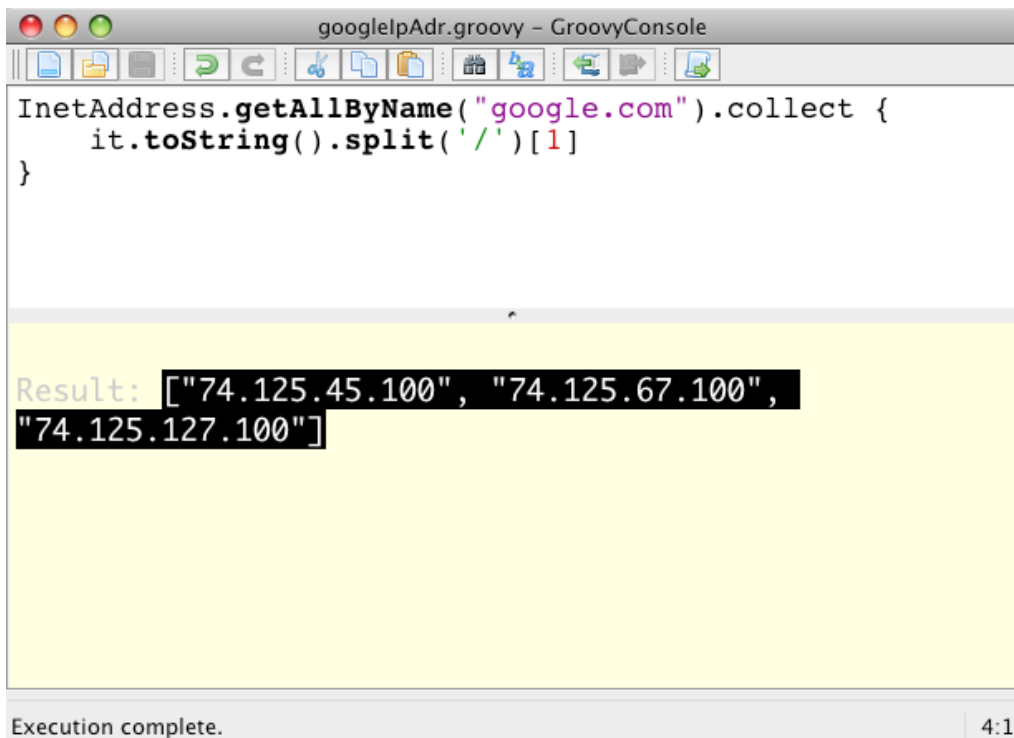 googleIpAdr.groovy – GroovyConsole
InetAddress.getAllByName("google.com").collect {
    it.toString().split('/')[1]
}
Result: ["74.125.45.100", "74.125.67.100",
"74.125.127.100"]
Execution complete.
4:1